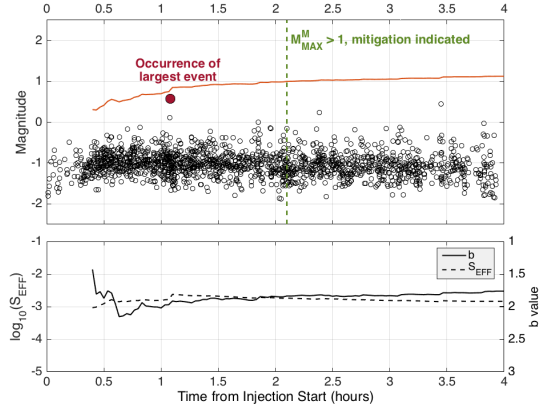 2
1
0
-1
-2
Magnitude
Occurrence of
largest event
M^M_MAX > 1, mitigation indicated
0 0.5 1 1.5 2 2.5 3 3.5 4
-1
-2
-3
-4
-5
log10(SEFF)
b
SEFF
1
1.5
2
2.5
3
b value
0 0.5 1 1.5 2 2.5 3 3.5 4
Time from Injection Start (hours)